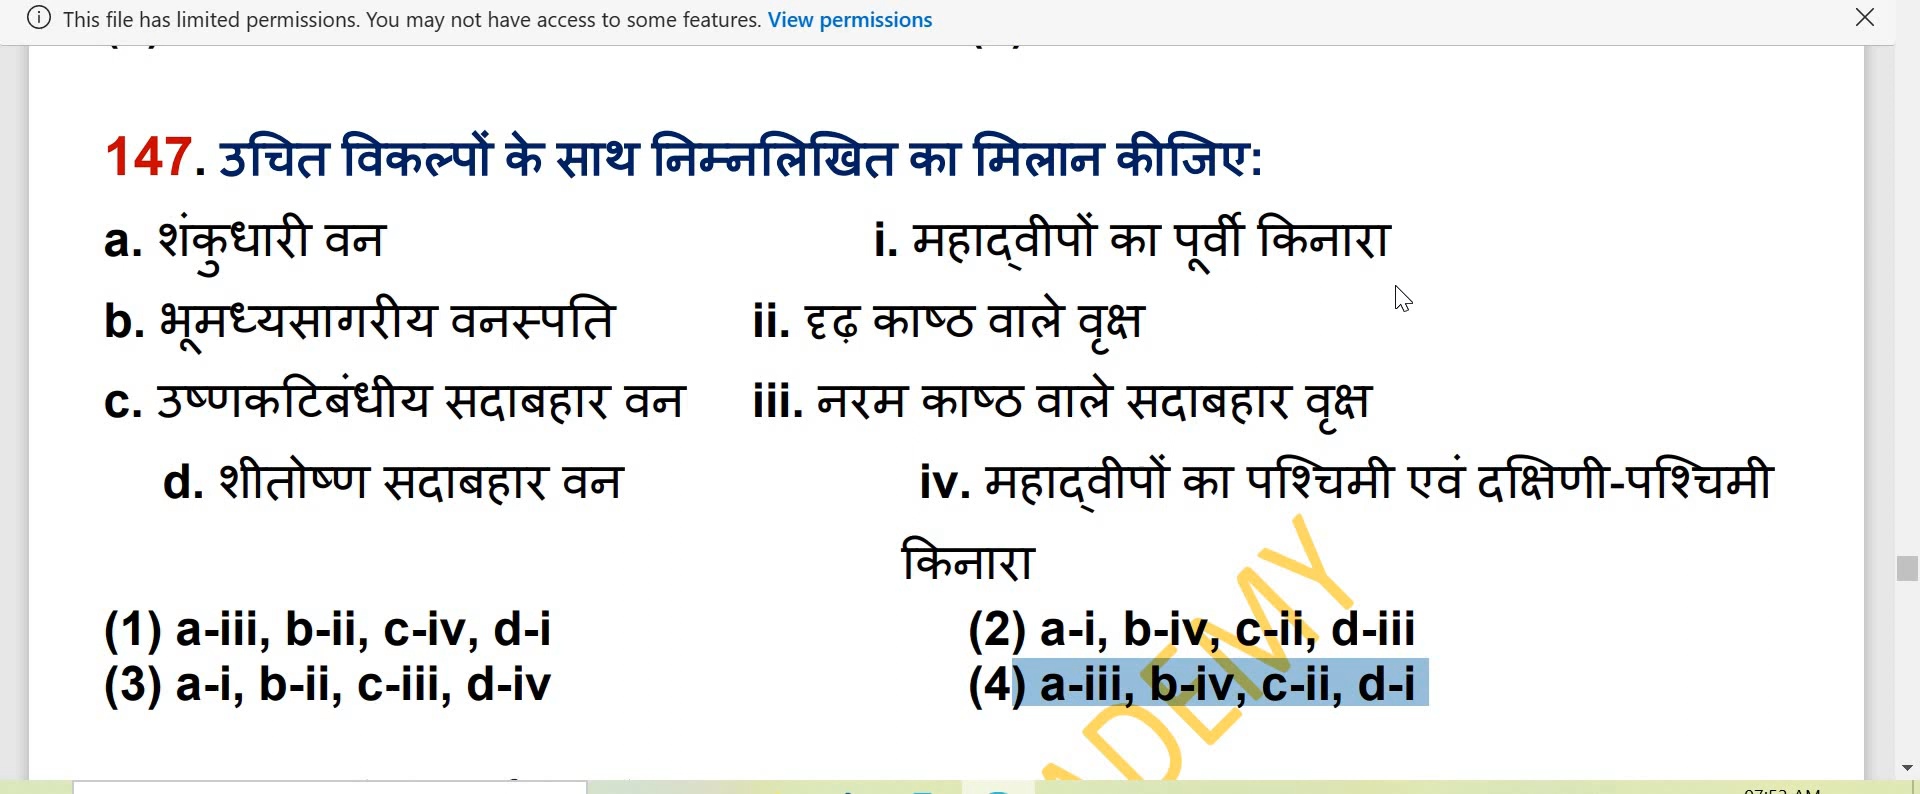 This file has limited permissions. You may not have access to some features. View permissions
147. उचित विकल्पों के साथ निम्नलिखित का मिलान कीजिए:
a. शंकुधारी वन i. महाद्वीपों का पूर्वी किनारा
b. भूमध्यसागरीय वनस्पति ii. दृढ़ काष्ठ वाले वृक्ष
c. उष्णकटिबंधीय सदाबहार वन iii. नरम काष्ठ वाले सदाबहार वृक्ष
d. शीतोष्ण सदाबहार वन iv. महाद्वीपों का पश्चिमी एवं दक्षिणी-पश्चिमी
किनारा
(1) a-iii, b-ii, c-iv, d-i (2) a-i, b-iv, c-ii, d-iii
(3) a-i, b-ii, c-iii, d-iv (4) a-iii, b-iv, c-ii, d-i